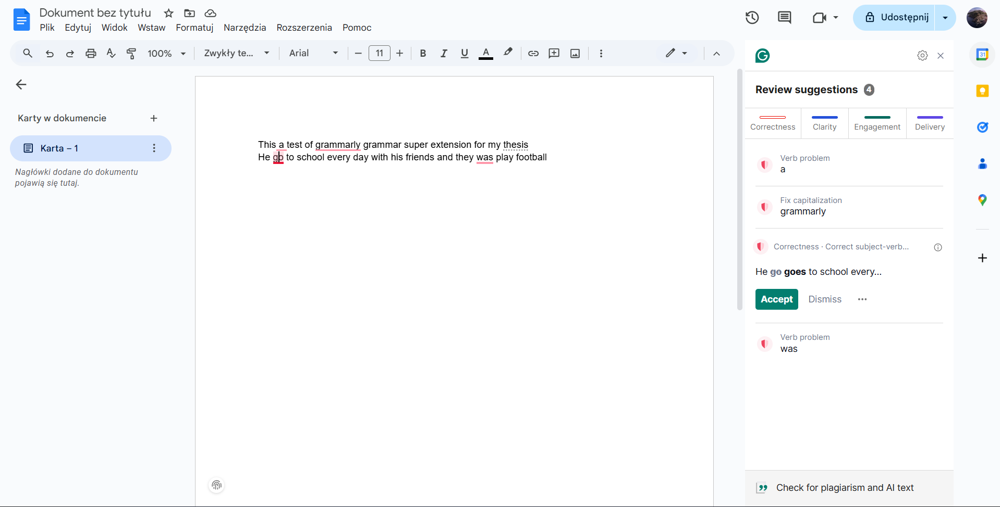 Dokument bez tytułu
Plik Edytuj Widok Wstaw Formatuj Narzędzia Rozszerzenia Pomoc
Udostępnij
100% Zwykły te... Arial 11 B I U A
31
Karty w dokumencie
Karta – 1
Nagłówki dodane do dokumentu
pojawią się tutaj.
This a test of grammarly grammar super extension for my thesis
He go to school every day with his friends and they was play football
G
Review suggestions 4
Correctness Clarity Engagement Delivery
Verb problem
a
Fix capitalization
grammarly
Correctness · Correct subject-verb...
He go goes to school every...
Accept Dismiss
Verb problem
was
Check for plagiarism and AI text